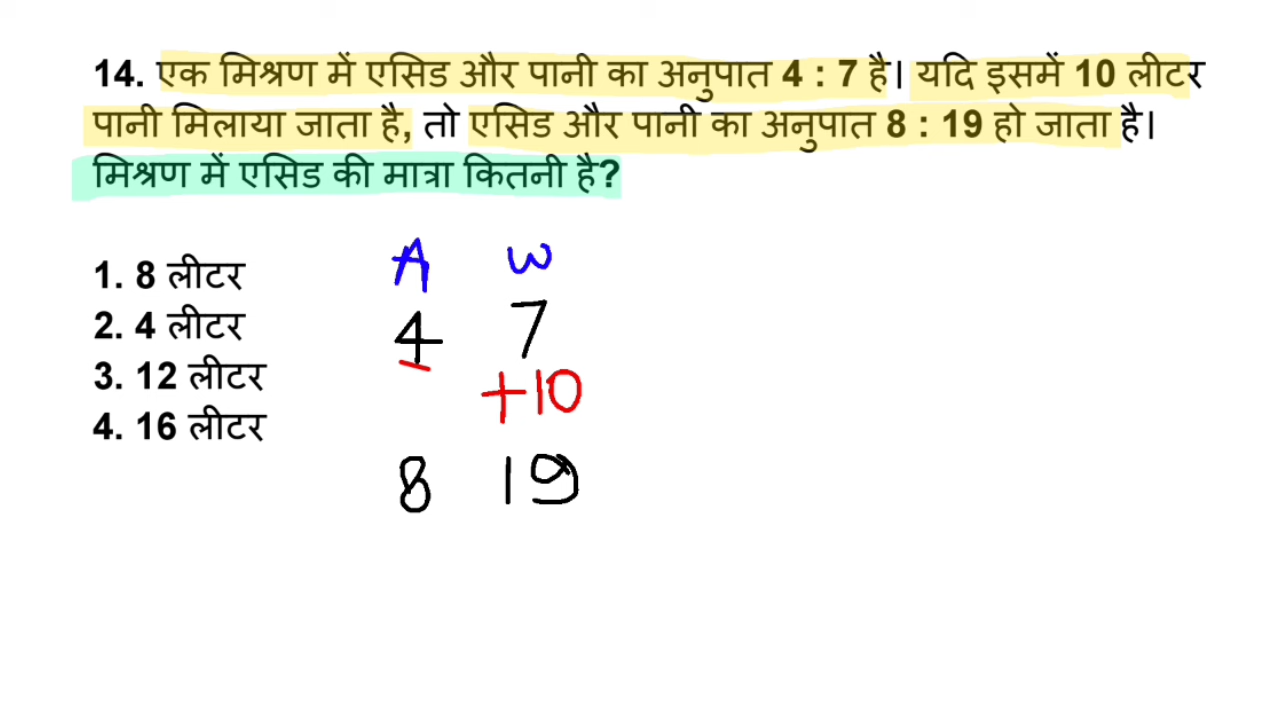 14. एक मिश्रण में एसिड और पानी का अनुपात 4 : 7 है। यदि इसमें 10 लीटर
पानी मिलाया जाता है, तो एसिड और पानी का अनुपात 8 : 19 हो जाता है।
मिश्रण में एसिड की मात्रा कितनी है?
1. 8 लीटर
2. 4 लीटर
3. 12 लीटर
4. 16 लीटर
A W
4 7
+10
8 19